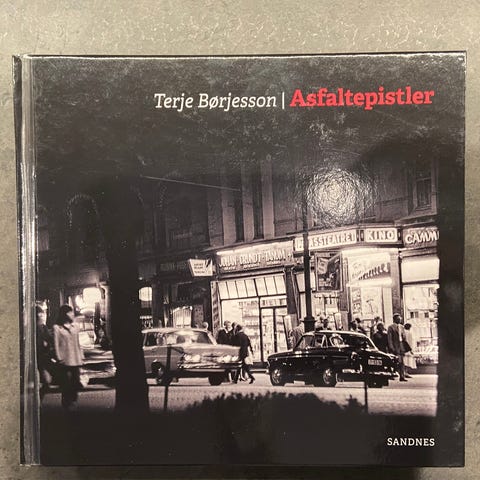 Terje Børjesson | Asfaltepistler
KINO
SANDNES